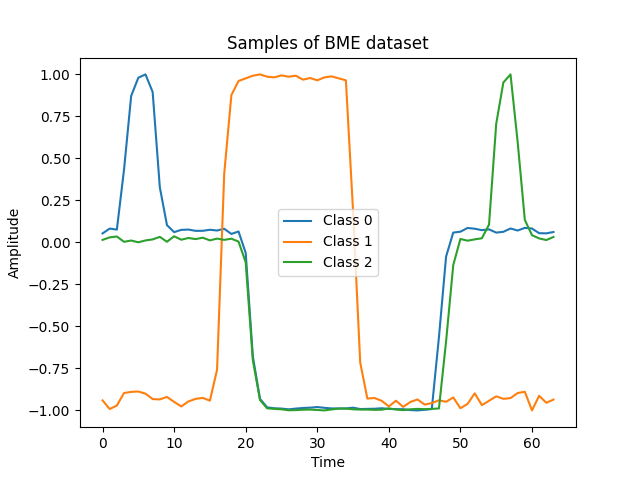 Samples of BME dataset
1.00
0.75
0.50
0.25
0.00
−0.25
−0.50
−0.75
−1.00
Amplitude
Class 0
Class 1
Class 2
0 10 20 30 40 50 60
Time